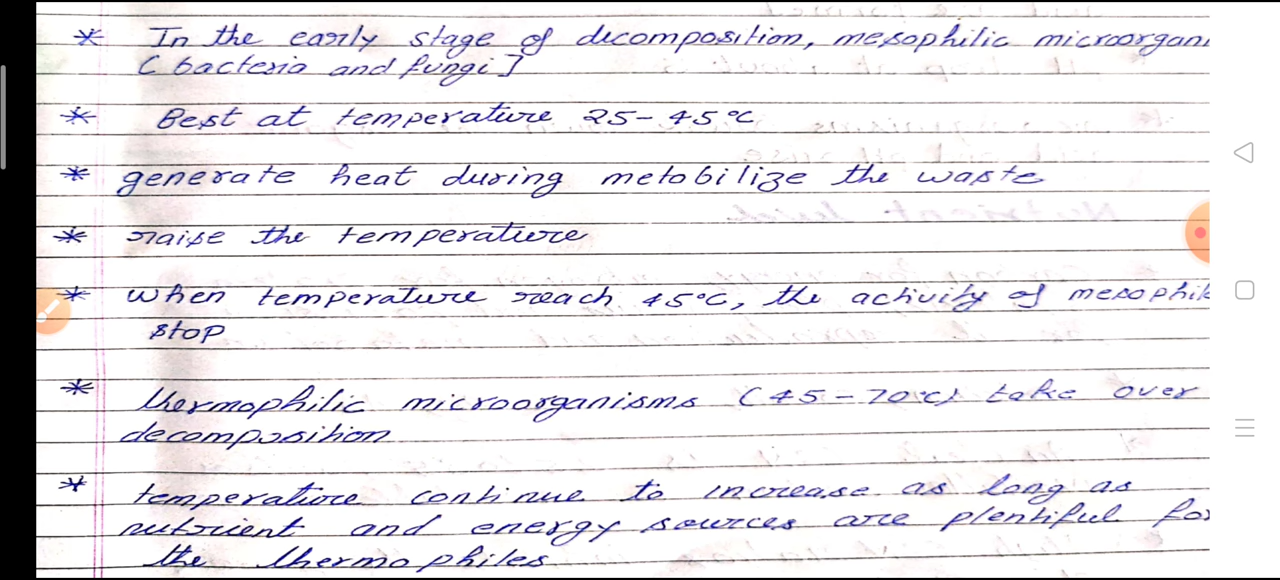 * In the early stage of decomposition, mesophilic microorgani
( bacteria and fungi ]
* Best at temperature 25-45°C
* generate heat during metobilize the waste
* raise the temperature
* when temperature reach 45°C, the activity of mesophil
stop
* thermophilic microorganisms (45-70°C) take over
decomposition
* temperature continue to increase as long as
nutrient and energy sources are plentiful for
the thermophiles